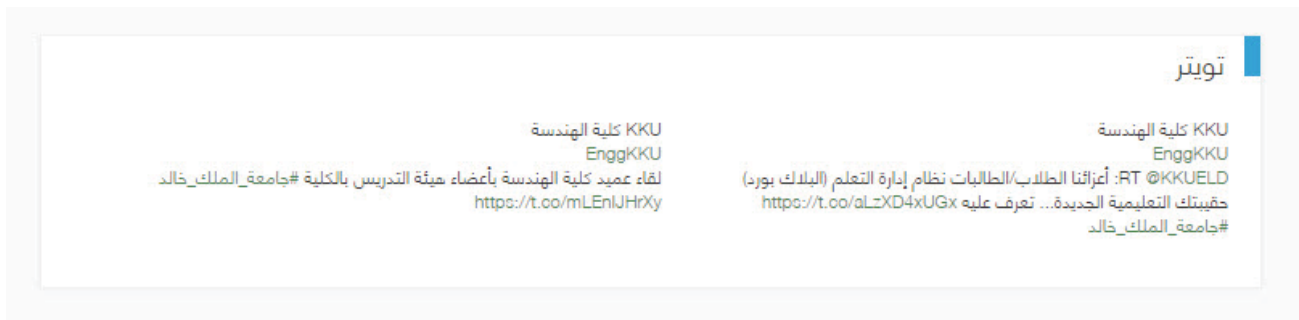 تويتر
KKU كلية الهندسة
EnggKKU
RT @KKUELD: أعزائنا الطلاب/الطالبات نظام إدارة التعلم (البلاك بورد)
حقيبتك التعليمية الجديدة... تعرف عليه https://t.co/aLzXD4xUGx
#جامعة_الملك_خالد
KKU كلية الهندسة
EnggKKU
لقاء عميد كلية الهندسة بأعضاء هيئة التدريس بالكلية #جامعة_الملك_خالد
https://t.co/mLEnIJHrXy